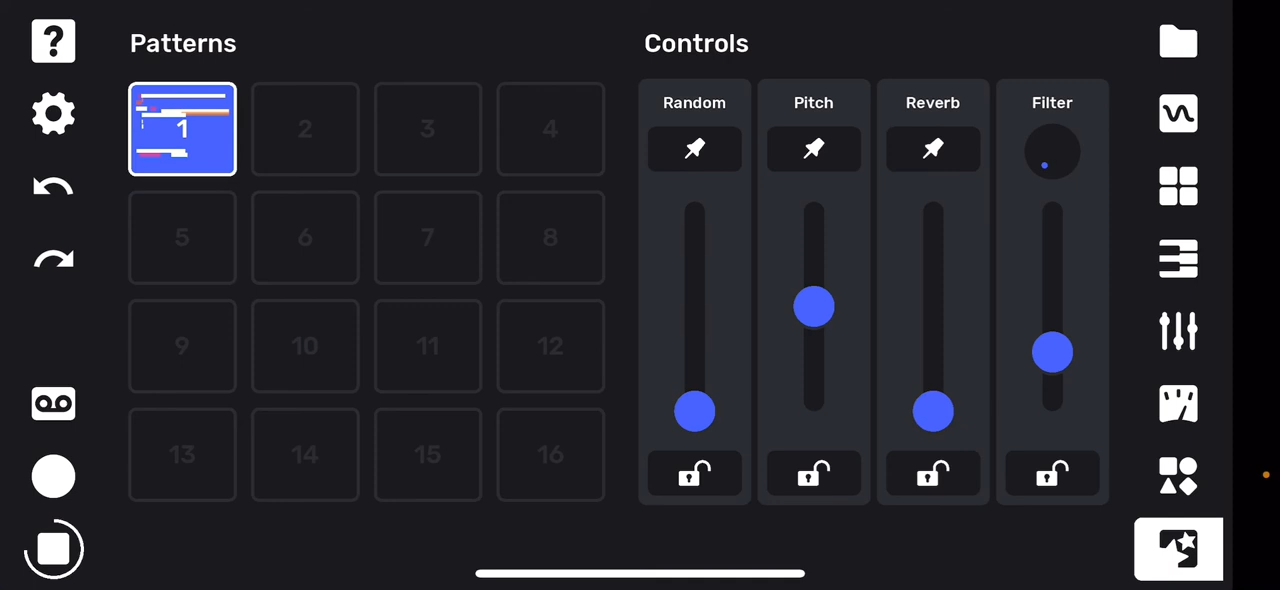 ?
Patterns
Controls
1
2
3
4
5
6
7
8
9
10
11
12
13
14
15
16
Random
Pitch
Reverb
Filter